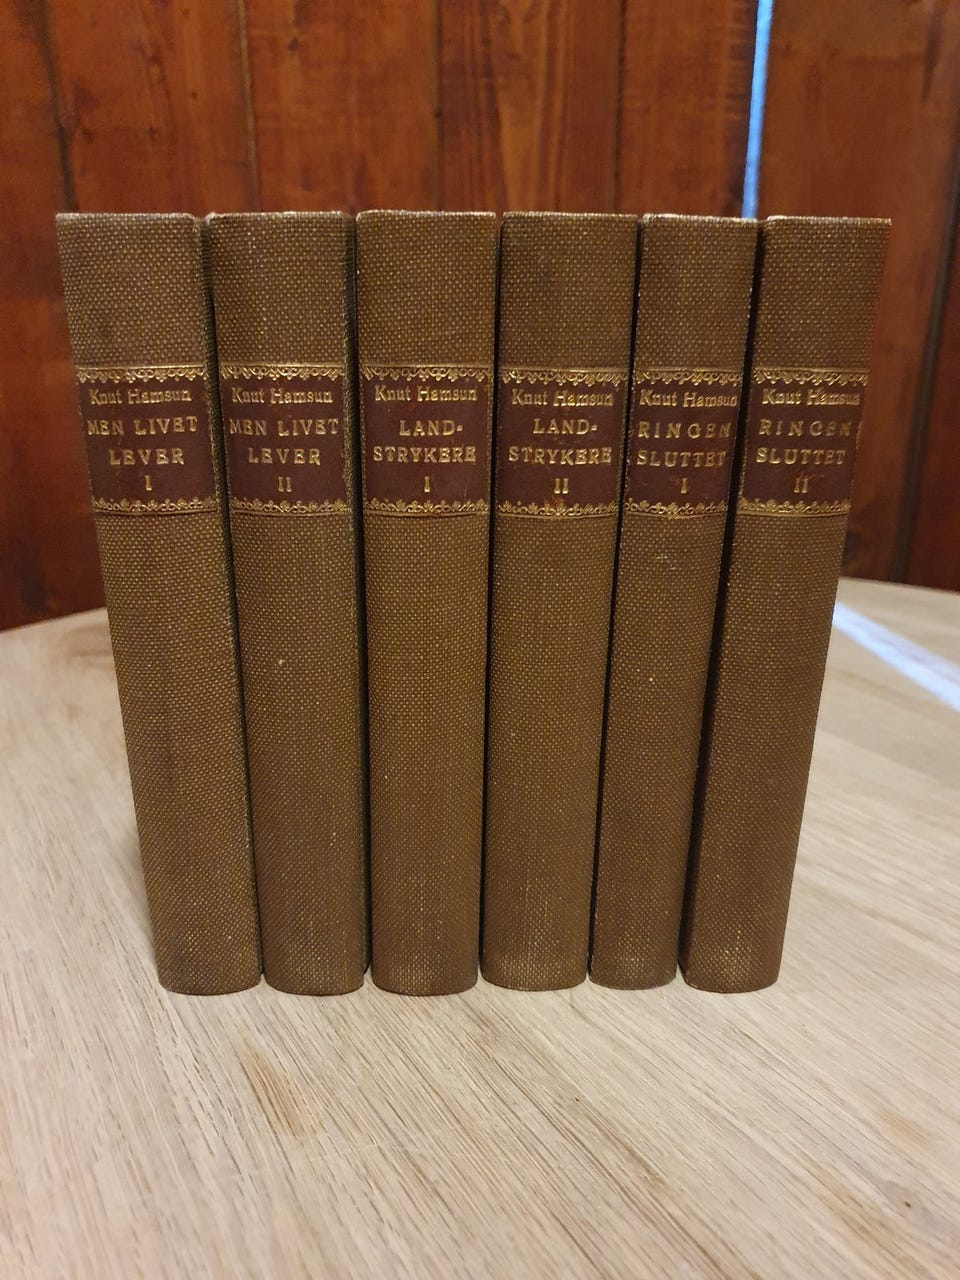 Knut Hamsun
MEN LIVET
LEVER
I
Knut Hamsun
MEN LIVET
LEVER
II
Knut Hamsun
LAND-
STRYKERE
I
Knut Hamsun
LAND-
STRYKERE
II
Knut Hamsun
RINGEN
SLUTTET
I
Knut Hamsun
RINGEN
SLUTTET
II